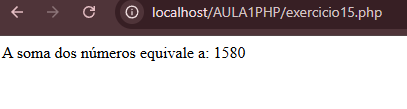 localhost/AULA1PHP/exercicio15.php
A soma dos números equivale a: 1580